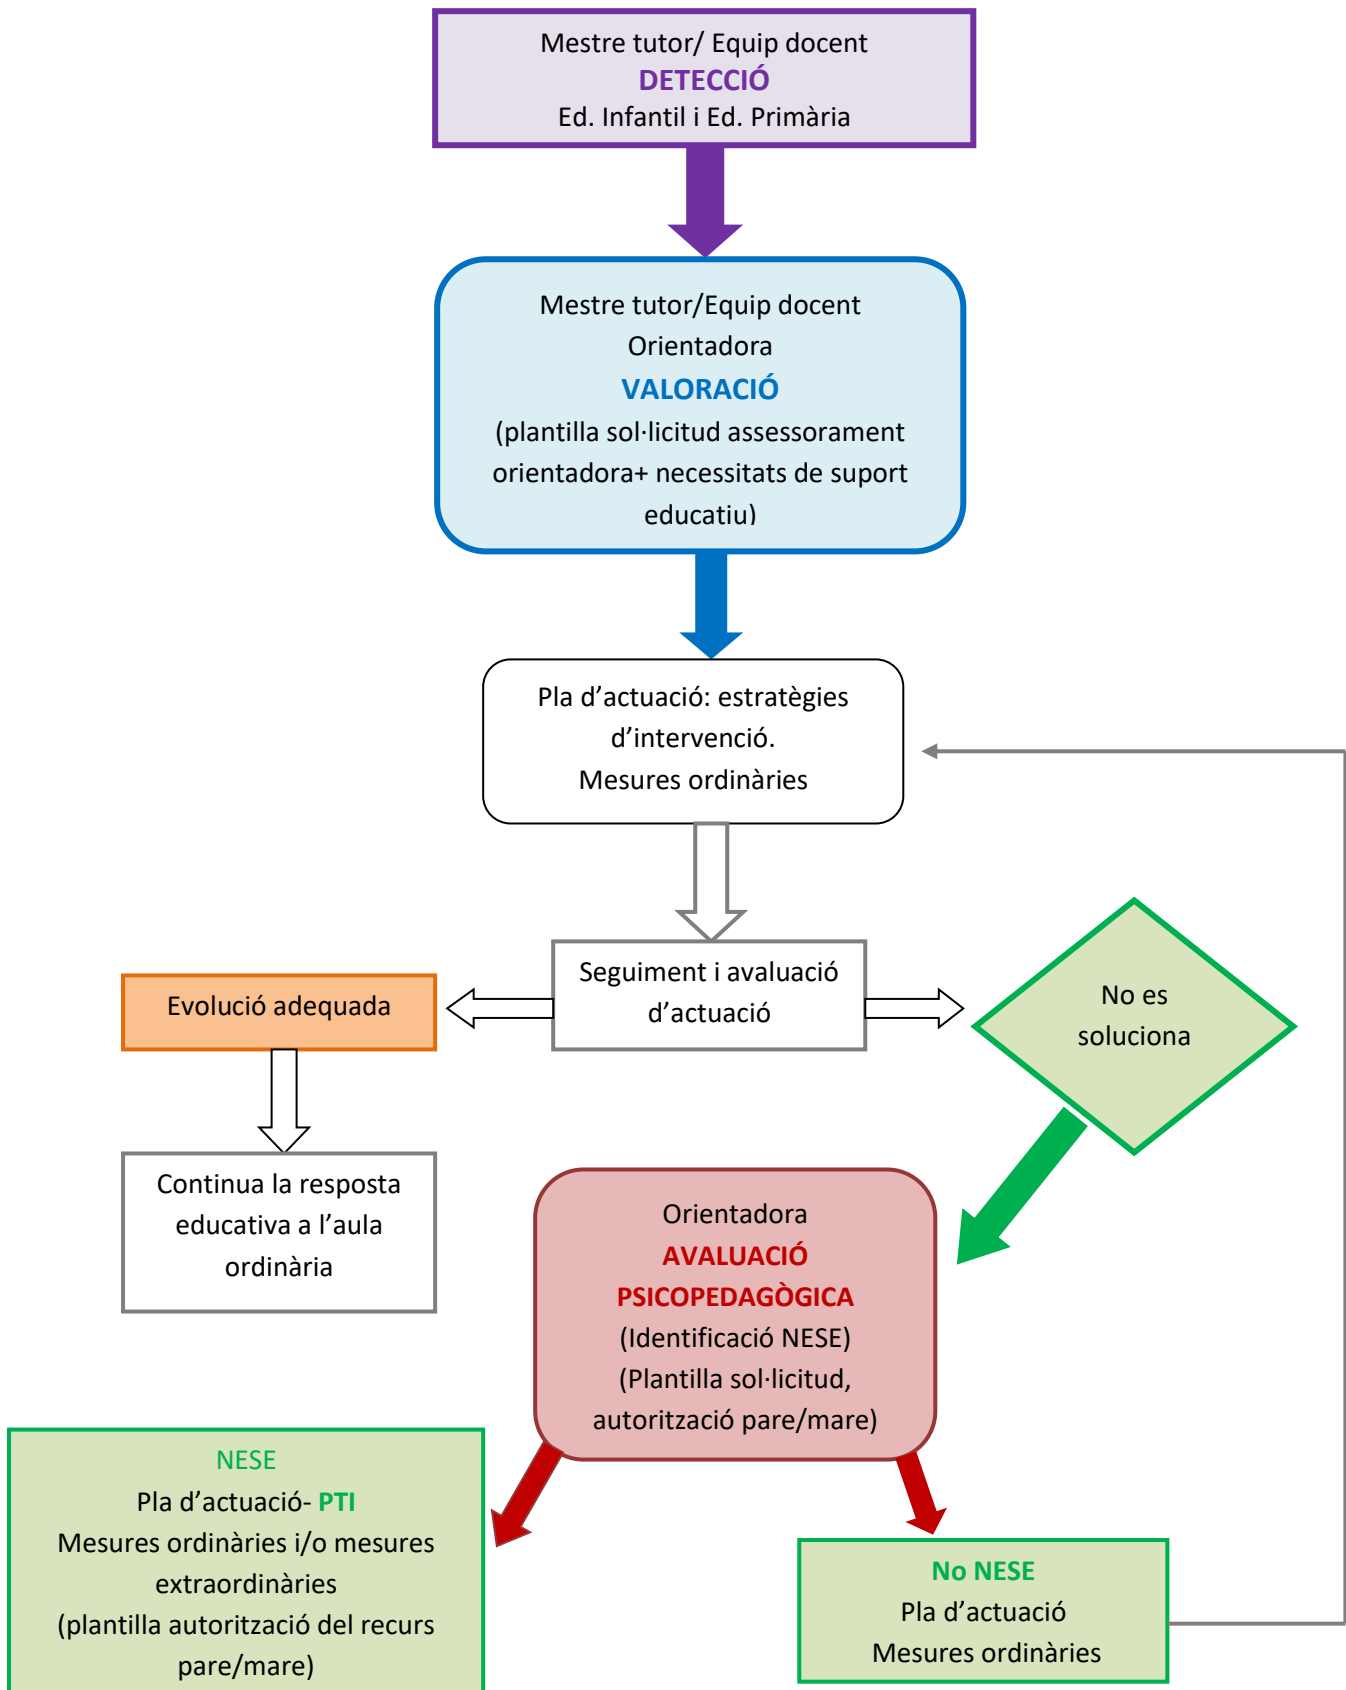 Mestre tutor/ Equip docent
DETECCIÓ
Ed. Infantil i Ed. Primària
Mestre tutor/Equip docent
Orientadora
VALORACIÓ
(plantilla sol·licitud assessorament
orientadora+ necessitats de suport
educatiu)
Pla d’actuació: estratègies
d’intervenció.
Mesures ordinàries
Seguiment i avaluació
d’actuació
Evolució adequada
No es
soluciona
Continua la resposta
educativa a l’aula
ordinària
Orientadora
AVALUACIÓ
PSICOPEDAGÒGICA
(Identificació NESE)
(Plantilla sol·licitud,
autorització pare/mare)
NESE
Pla d’actuació- PTI
Mesures ordinàries i/o mesures
extraordinàries
(plantilla autorització del recurs
pare/mare)
No NESE
Pla d’actuació
Mesures ordinàries